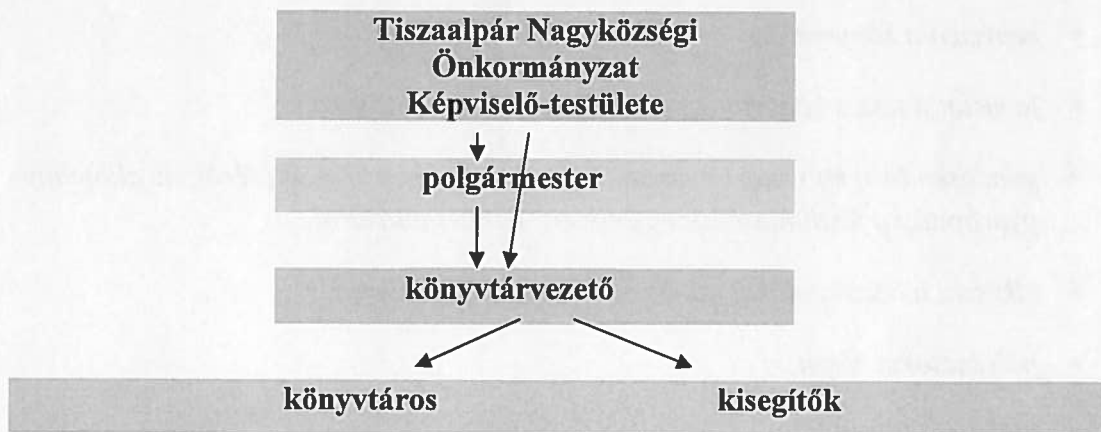 Tiszaalpár Nagyközségi
Önkormányzat
Képviselő-testülete
polgármester
könyvtárvezető
könyvtáros kisegítők